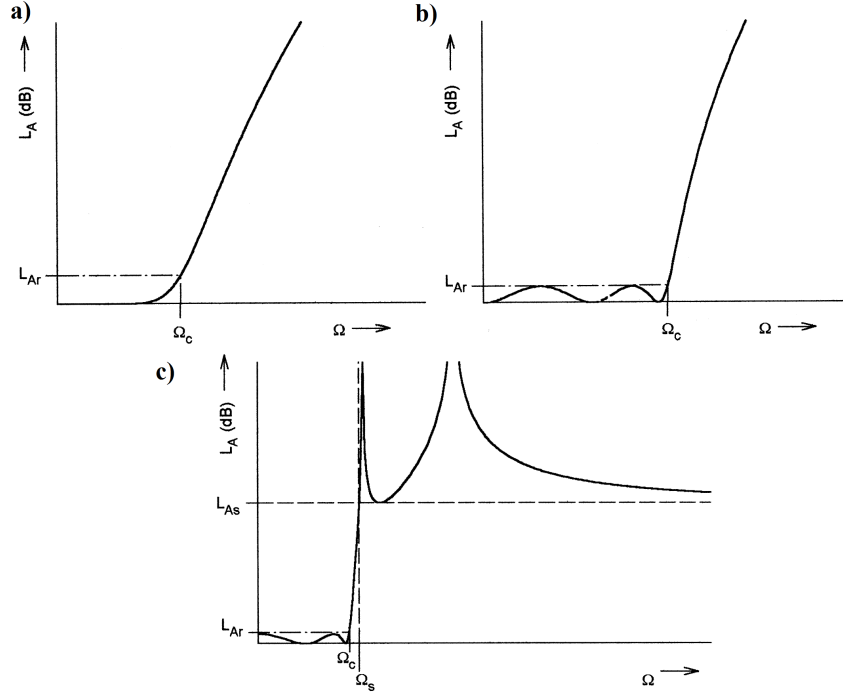 a)
L_A (dB)
L_Ar
Ω_c
Ω
b)
L_A (dB)
L_Ar
Ω_c
Ω
c)
L_A (dB)
L_As
L_Ar
Ω_c
Ω_s
Ω